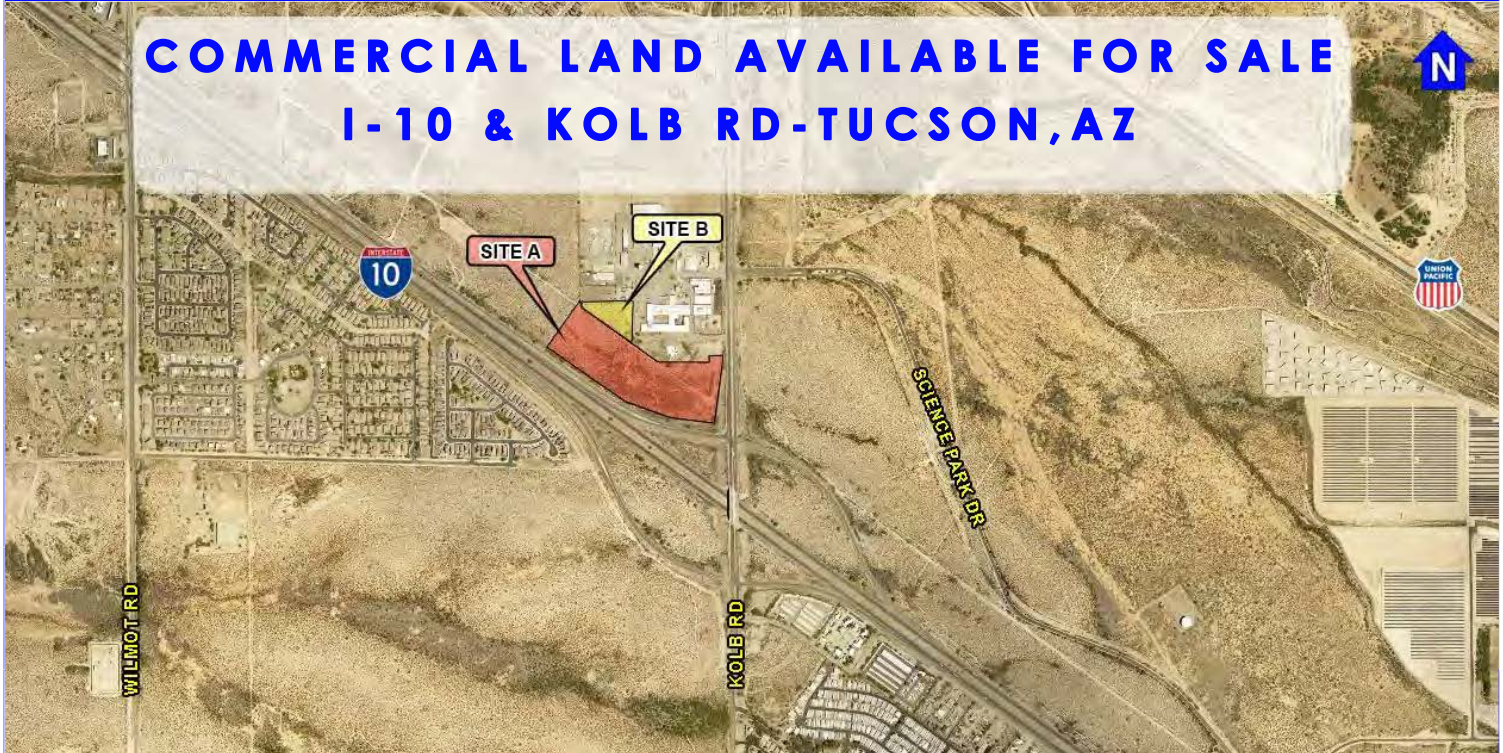 COMMERCIAL LAND AVAILABLE FOR SALE
I-10 & KOLB RD-TUCSON,AZ
N
SITE B
SITE A
INTERSTATE
10
UNION
PACIFIC
SCIENCE PARK DR
WILMOT RD
KOLB RD